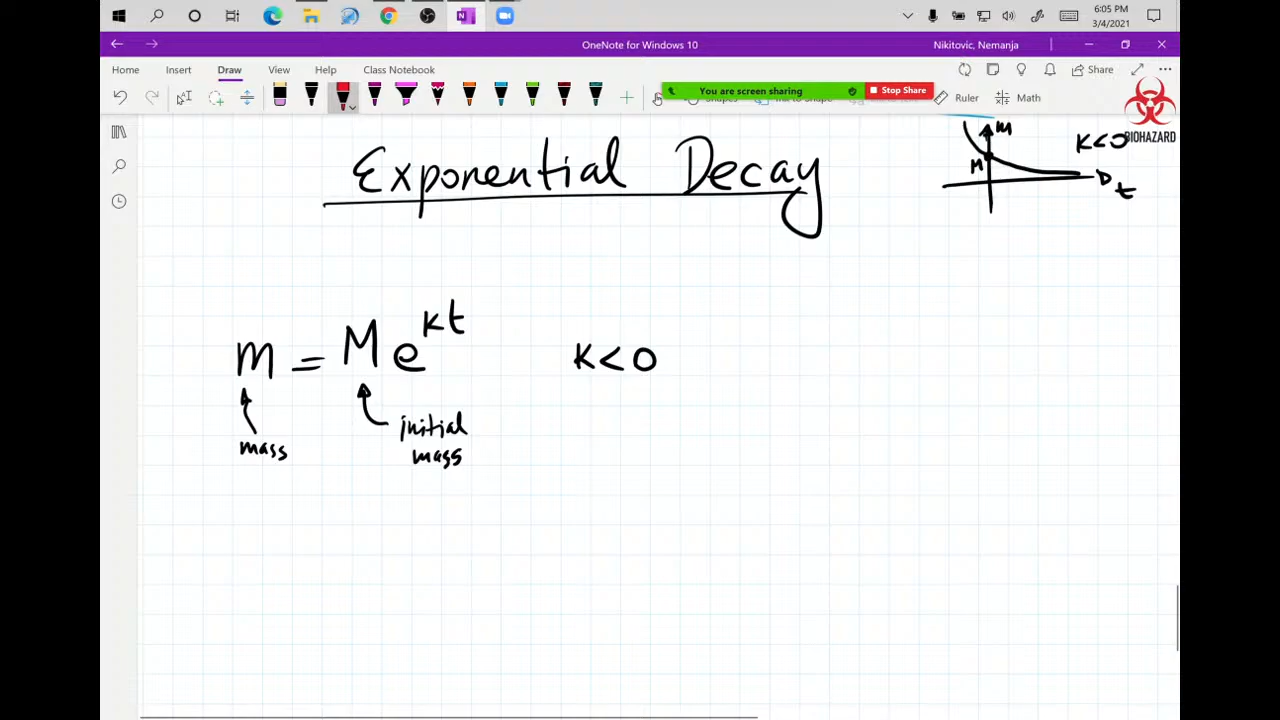 6:05 PM
3/4/2021
OneNote for Windows 10
Nikitovic, Nemanja
Home Insert Draw View Help Class Notebook
Share
You are screen sharing
Stop Share
Ruler
Math
BIOHAZARD
m
K<0
M
t
Exponential Decay
m = M e^kt K<0
mass
initial
mass